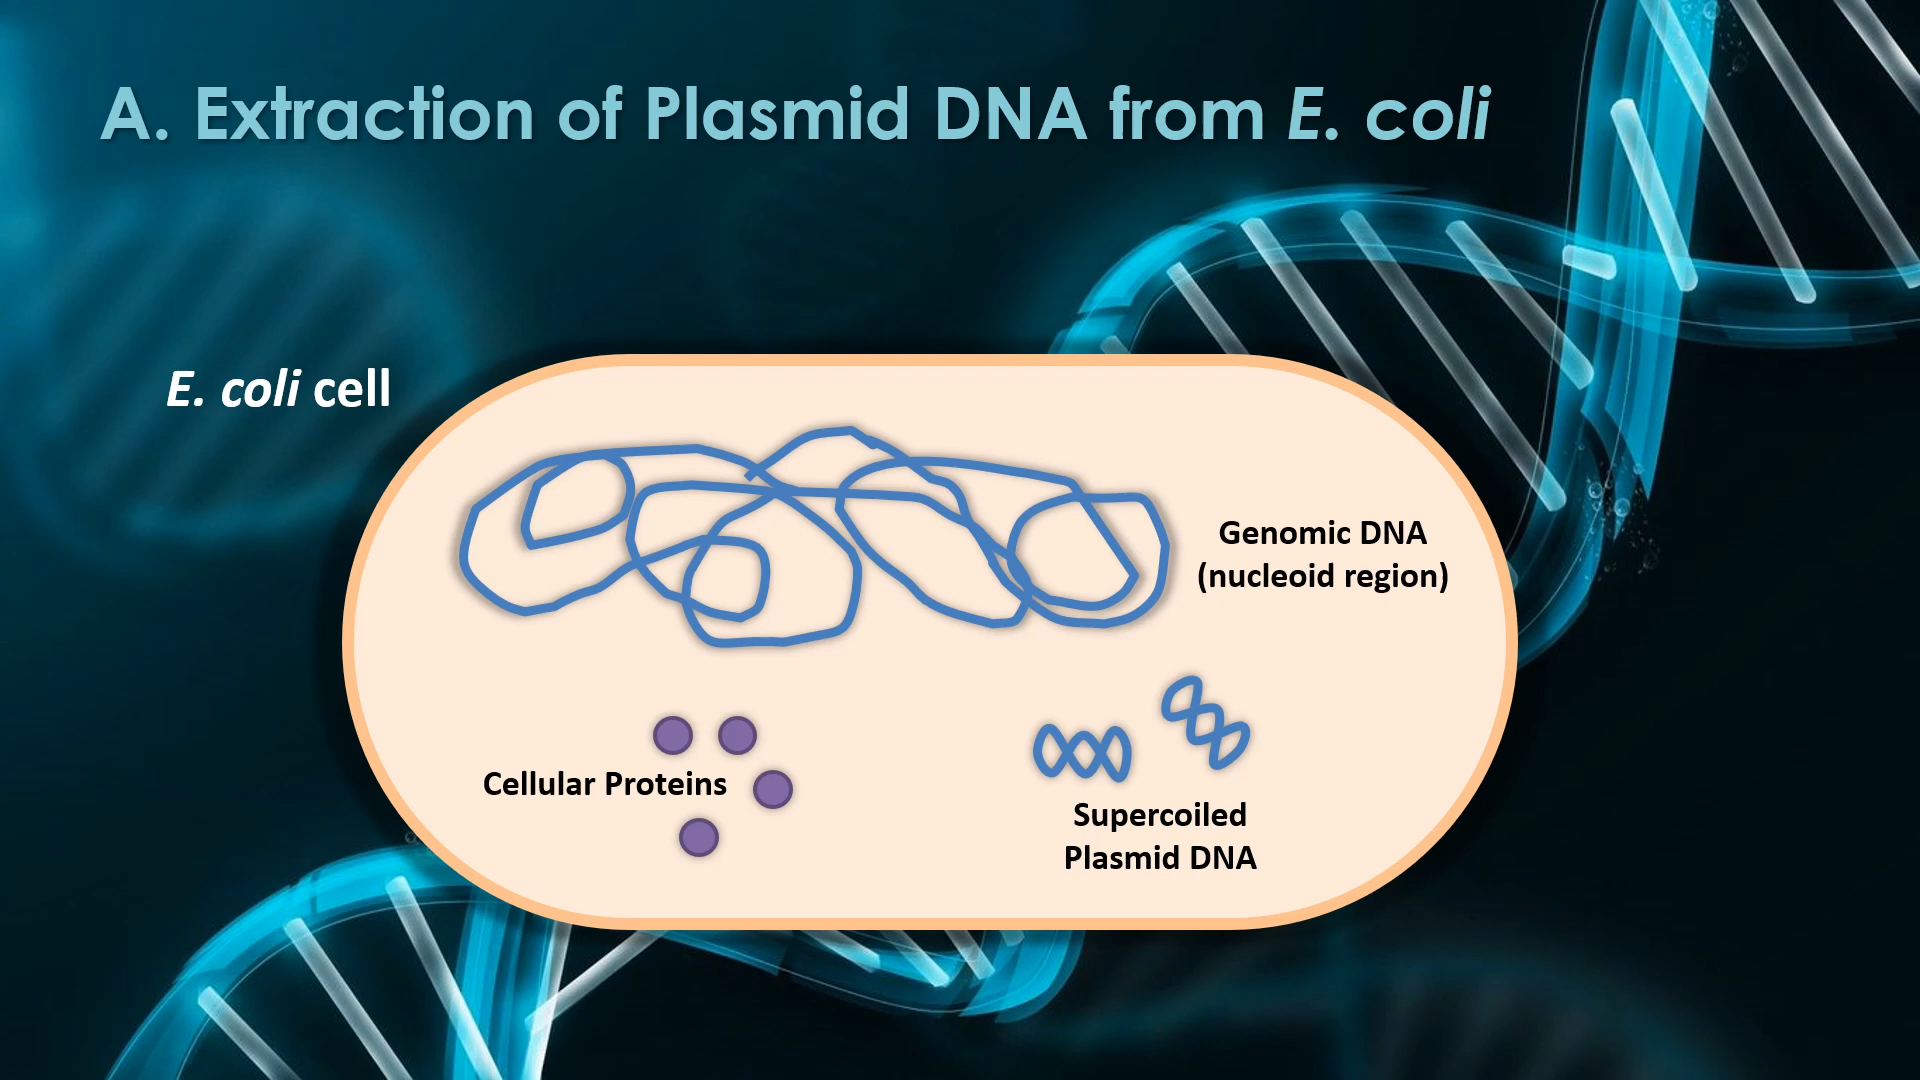 A. Extraction of Plasmid DNA from E. coli
E. coli cell
Genomic DNA
(nucleoid region)
Cellular Proteins
Supercoiled
Plasmid DNA